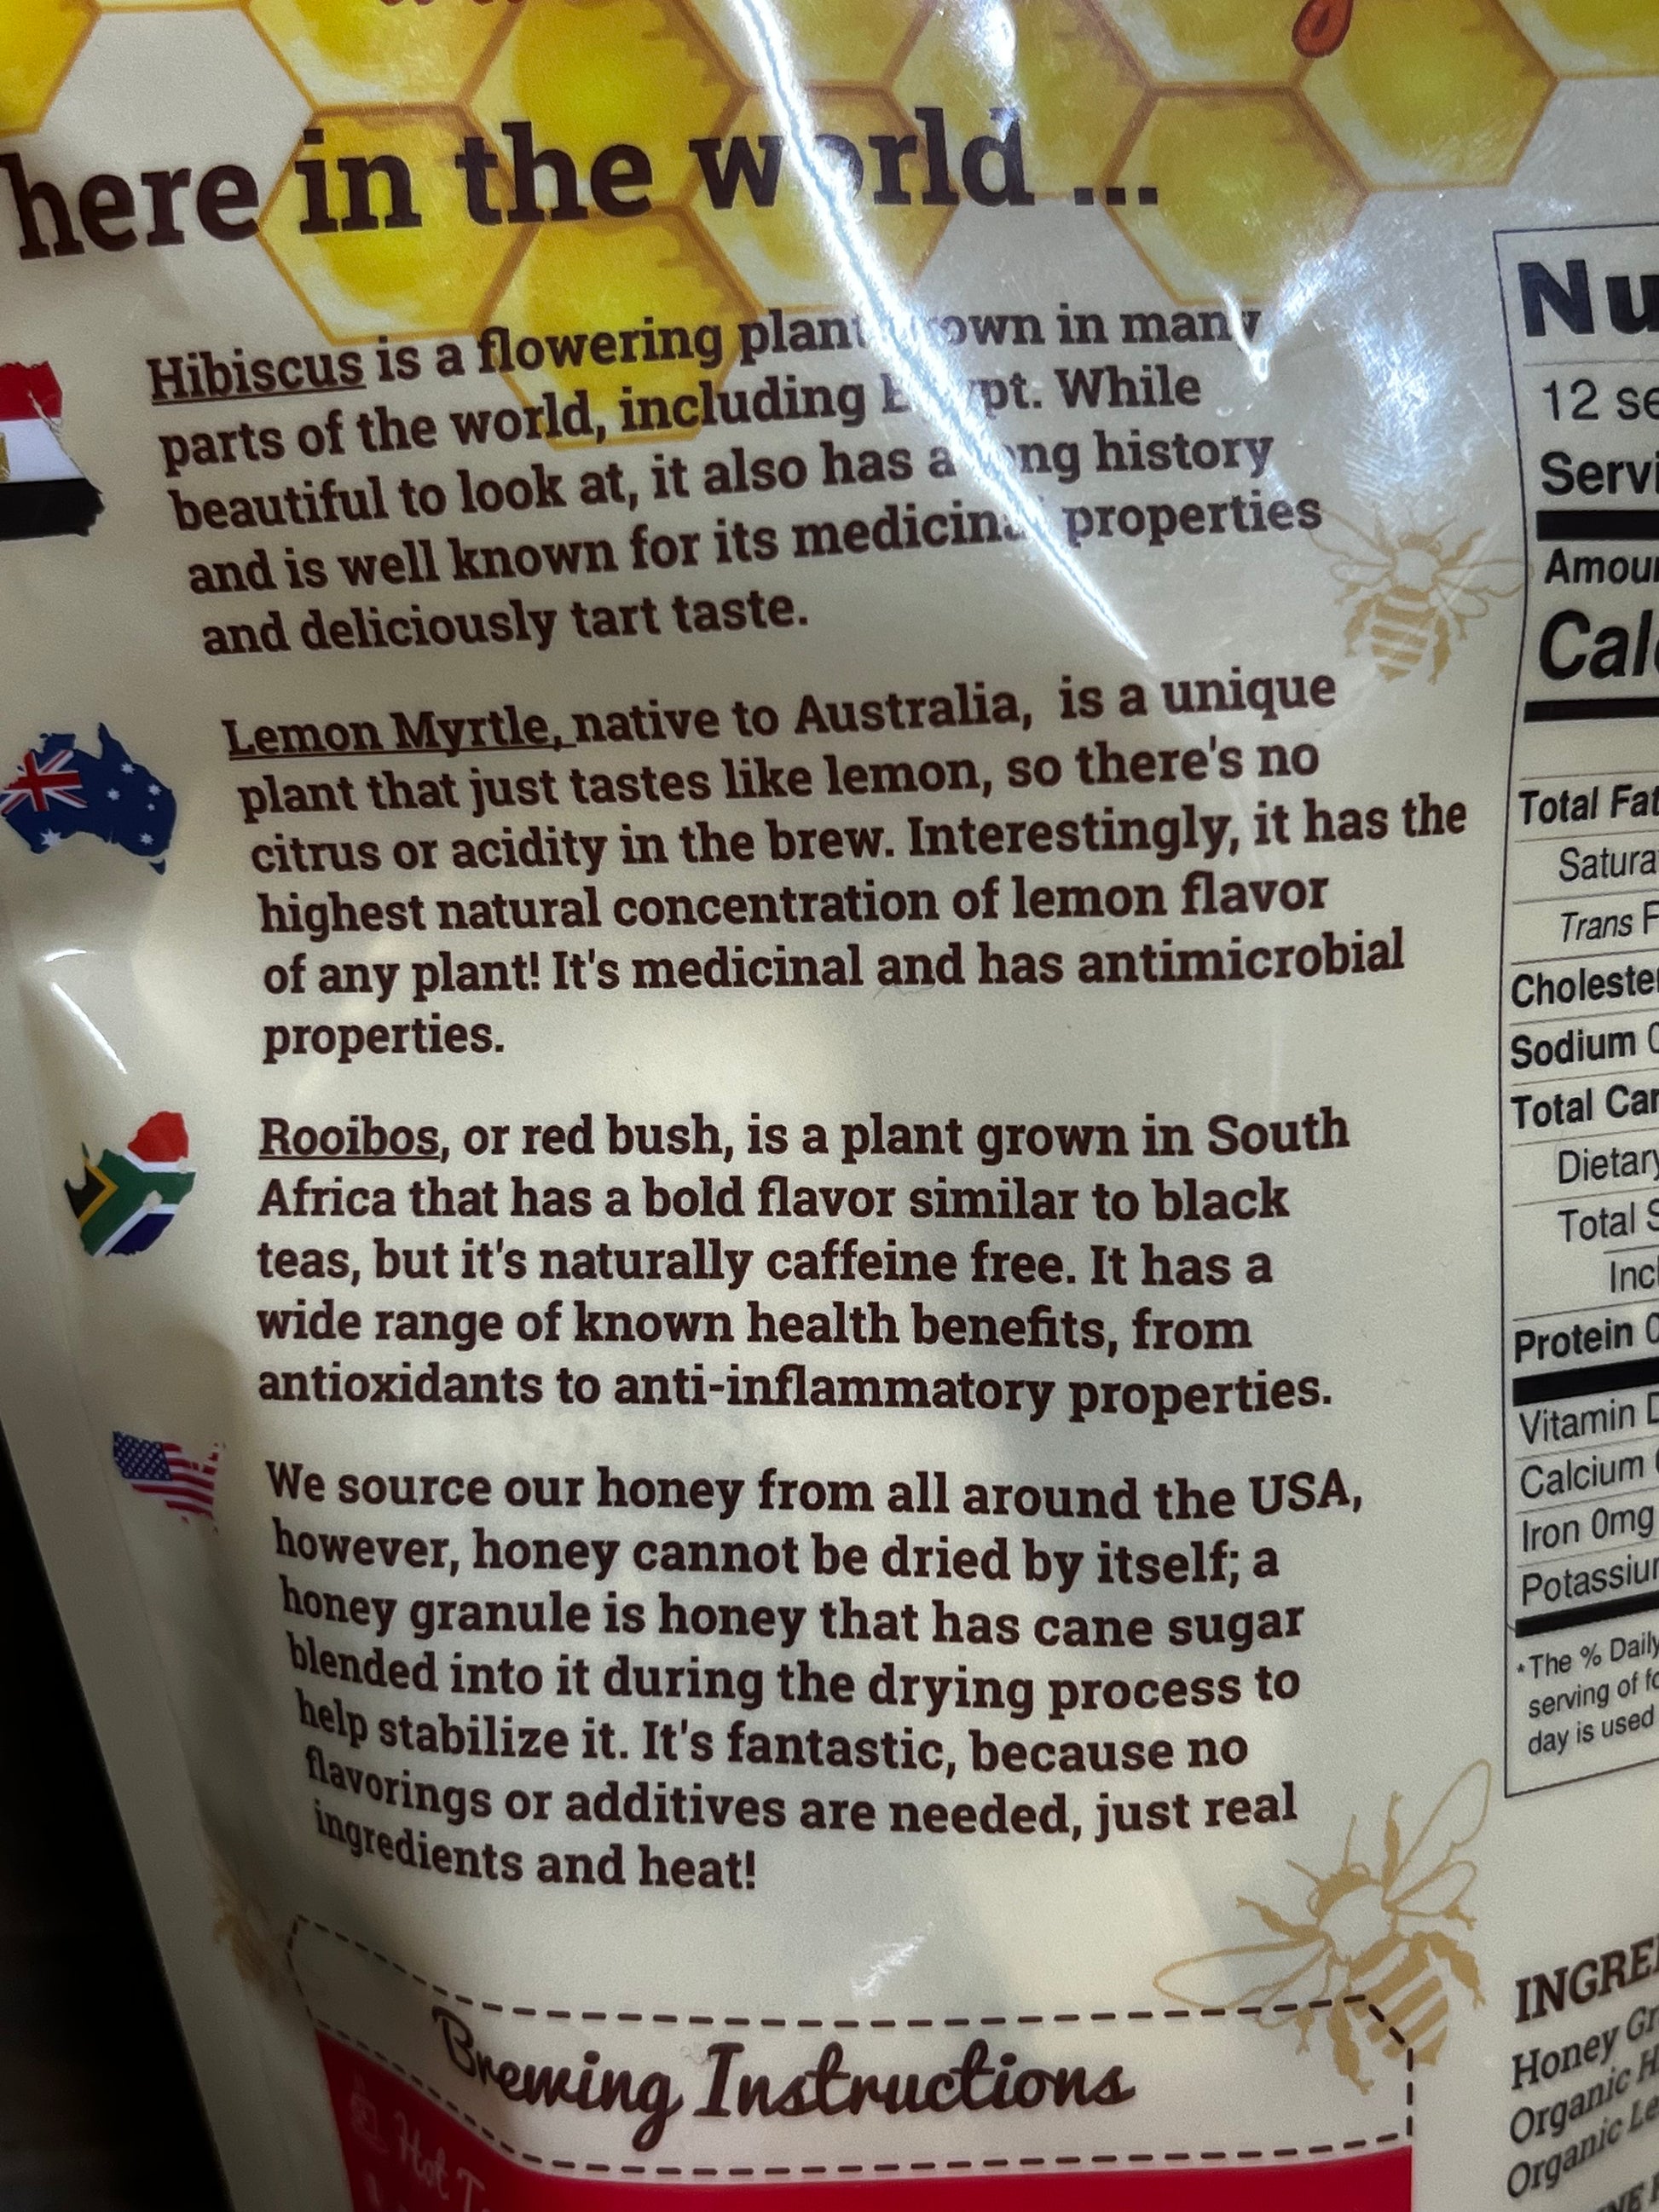 here in the world ...
Hibiscus is a flowering plant grown in many
parts of the world, including Egypt. While
beautiful to look at, it also has a long history
and is well known for its medicinal properties
and deliciously tart taste.
Lemon Myrtle, native to Australia, is a unique
plant that just tastes like lemon, so there's no
citrus or acidity in the brew. Interestingly, it has the
highest natural concentration of lemon flavor
of any plant! It's medicinal and has antimicrobial
properties.
Rooibos, or red bush, is a plant grown in South
Africa that has a bold flavor similar to black
teas, but it's naturally caffeine free. It has a
wide range of known health benefits, from
antioxidants to anti-inflammatory properties.
We source our honey from all around the USA,
however, honey cannot be dried by itself; a
honey granule is honey that has cane sugar
blended into it during the drying process to
help stabilize it. It's fantastic, because no
flavorings or additives are needed, just real
ingredients and heat!
Brewing Instructions
Hot
Nu
12 se
Servi
Amou
Cal
Total Fat
Satura
Trans F
Choleste
Sodium 0
Total Car
Dietary
Total S
Incl
Protein 0
Vitamin D
Calcium
Iron 0mg
Potassiu
*The % Daily
serving of fo
day is used
INGRE
Honey Gr
Organic H
Organic Le